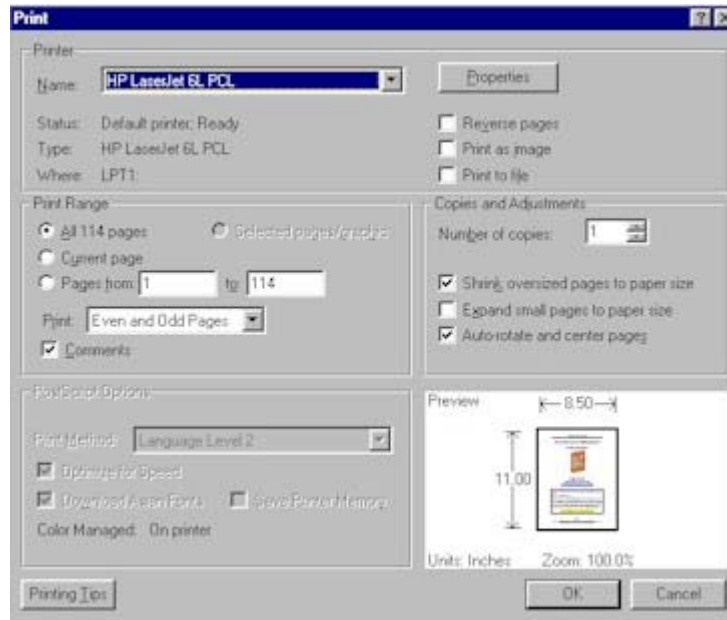 Print
Printer
Name: HP LaserJet 6L PCL
Properties
Status: Default printer; Ready
Type: HP LaserJet 6L PCL
Where: LPT1:
Reverse pages
Print as image
Print to file
Print Range
All 114 pages
Selected pages/graphic
Current page
Pages from: 1 to: 114
Print: Even and Odd Pages
Comments
Copies and Adjustments
Number of copies: 1
Shrink oversized pages to paper size
Expand small pages to paper size
Auto-rotate and center pages
PostScript Options
Print Method: Language Level 2
Optimize for Speed
Download Asian Fonts
Save Printer Memory
Color Managed: On printer
Preview
8.50
11.00
Units: Inches Zoom: 100.0%
Printing Tips
OK
Cancel